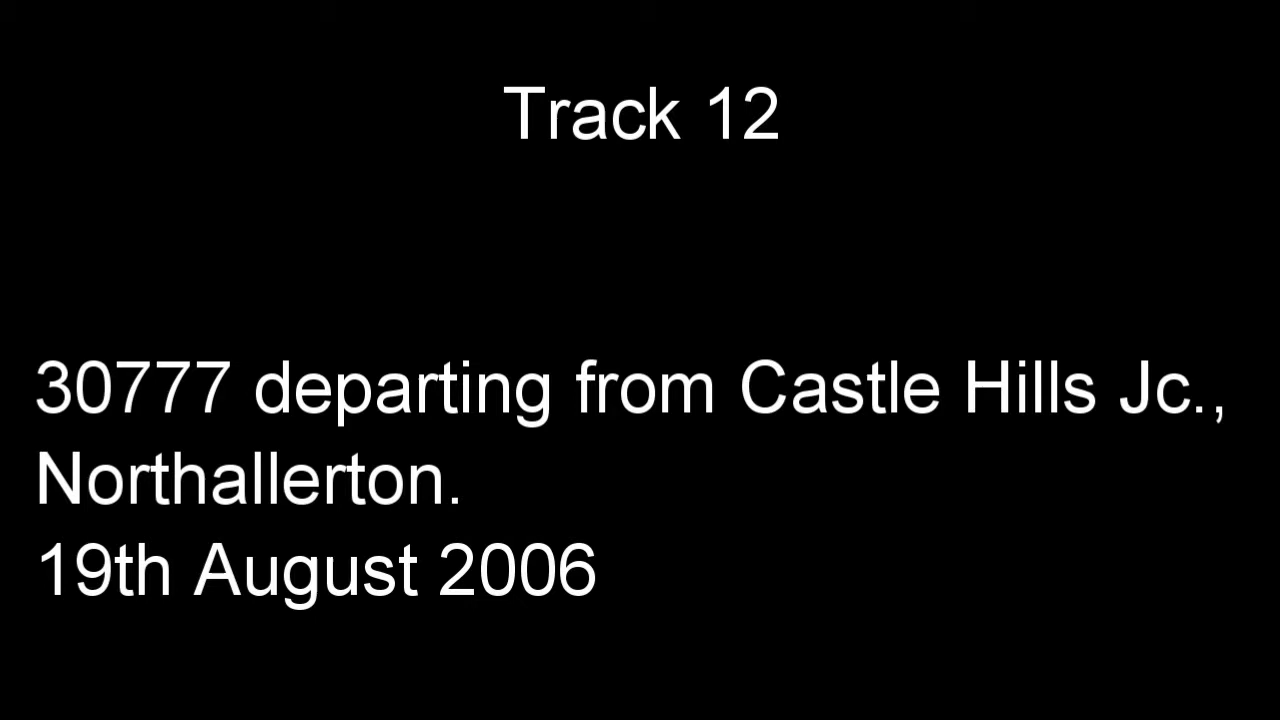 Track 12
30777 departing from Castle Hills Jc.,
Northallerton.
19th August 2006